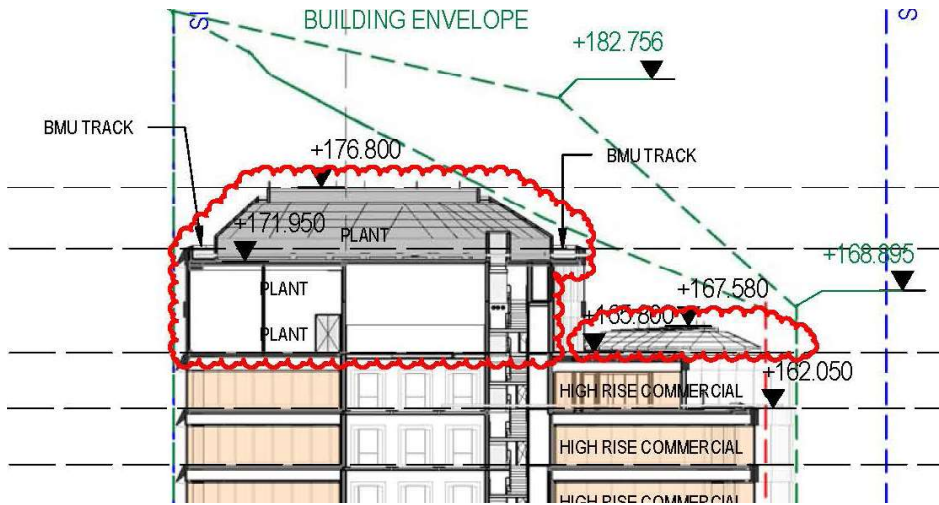 SI
BUILDING ENVELOPE
S
+182.756
BMU TRACK
+176.800
BMU TRACK
+171.950
PLANT
+168.895
PLANT
+167.580
+165.800
PLANT
+162.050
HIGH RISE COMMERCIAL
HIGH RISE COMMERCIAL
HIGH RISE COMMERCIAL